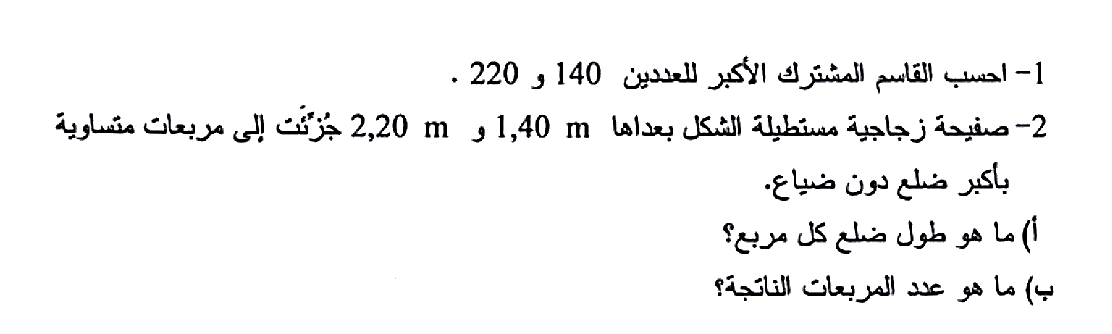 1- احسب القاسم المشترك الأكبر للعددين 140 و 220 .
2- صفيحة زجاجية مستطيلة الشكل بعداها 1,40 m و 2,20 m جُزِّئَت إلى مربعات متساوية
بأكبر ضلع دون ضياع.
أ) ما هو طول ضلع كل مربع؟
ب) ما هو عدد المربعات الناتجة؟